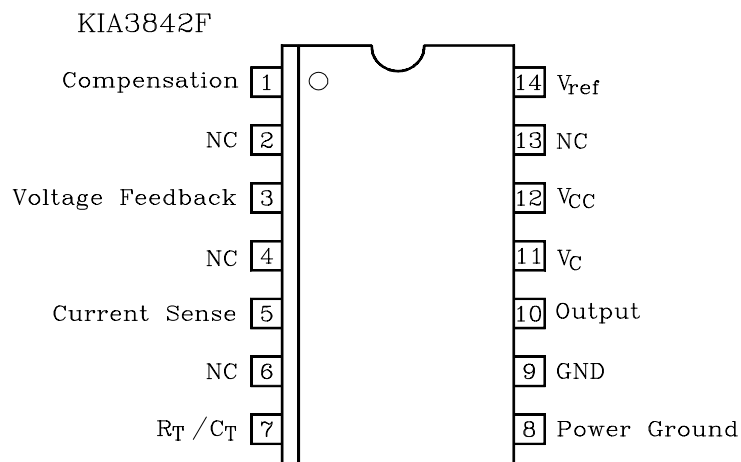 KIA3842F
Compensation 1 14 Vref
NC 2 13 NC
Voltage Feedback 3 12 VCC
NC 4 11 VC
Current Sense 5 10 Output
NC 6 9 GND
RT/CT 7 8 Power Ground